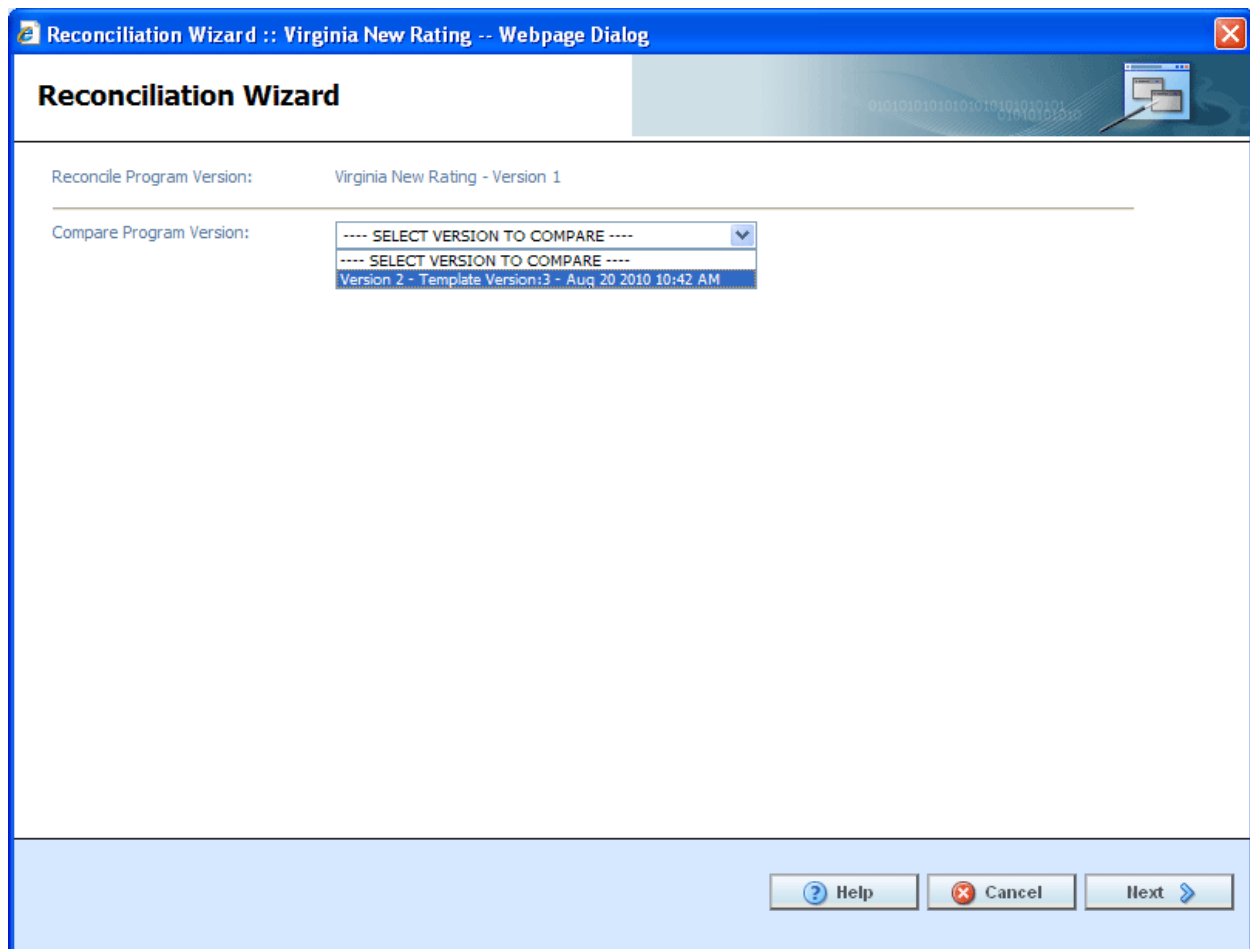 Reconciliation Wizard :: Virginia New Rating -- Webpage Dialog
Reconciliation Wizard
Reconcile Program Version: Virginia New Rating - Version 1
Compare Program Version: ---- SELECT VERSION TO COMPARE ----
---- SELECT VERSION TO COMPARE ----
Version 2 - Template Version:3 - Aug 20 2010 10:42 AM
Help Cancel Next